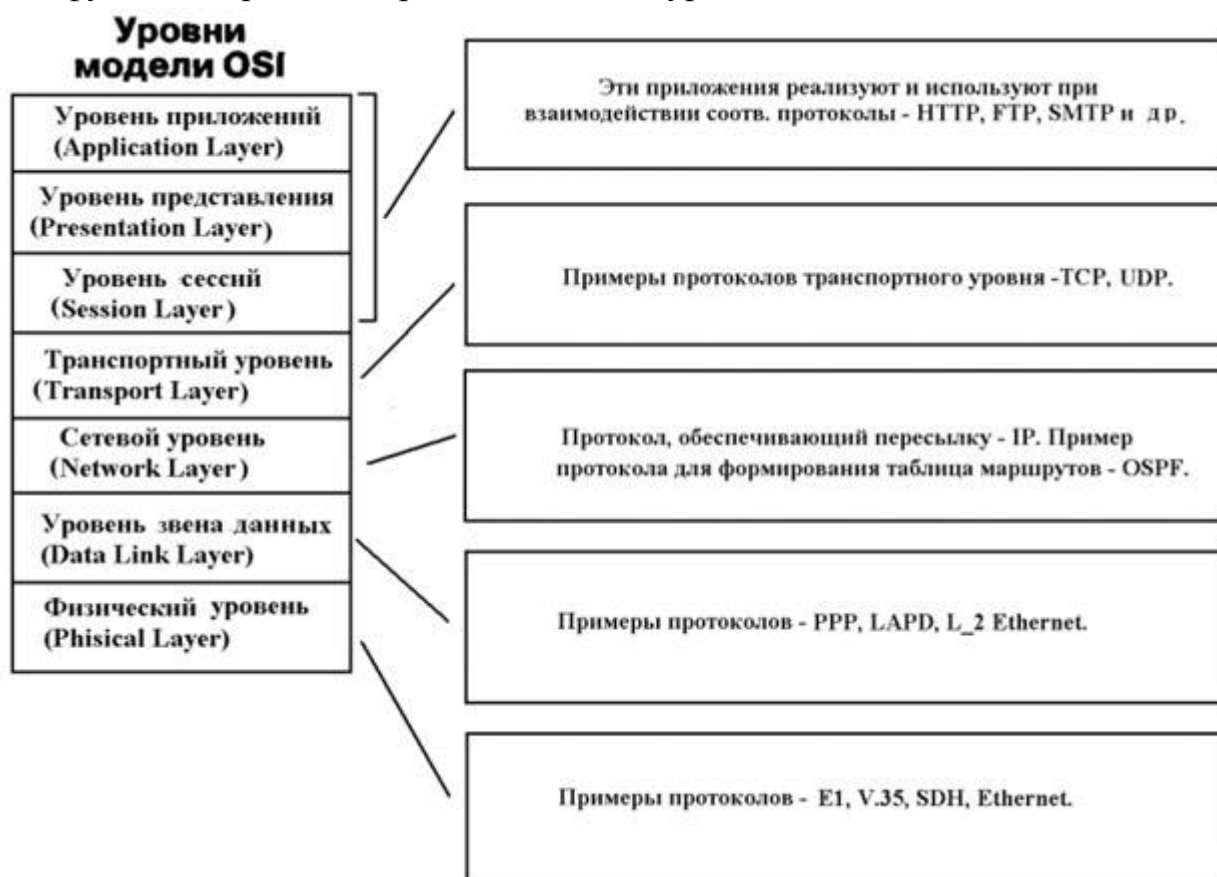 Уровни
модели OSI
Уровень приложений
(Application Layer)
Уровень представления
(Presentation Layer)
Уровень сессий
(Session Layer)
Транспортный уровень
(Transport Layer)
Сетевой уровень
(Network Layer)
Уровень звена данных
(Data Link Layer)
Физический уровень
(Phisical Layer)
Эти приложения реализуют и используют при
взаимодействии соотв. протоколы - HTTP, FTP, SMTP и др.
Примеры протоколов транспортного уровня -TCP, UDP.
Протокол, обеспечивающий пересылку - IP. Пример
протокола для формирования таблица маршрутов - OSPF.
Примеры протоколов - PPP, LAPD, L_2 Ethernet.
Примеры протоколов - E1, V.35, SDH, Ethernet.